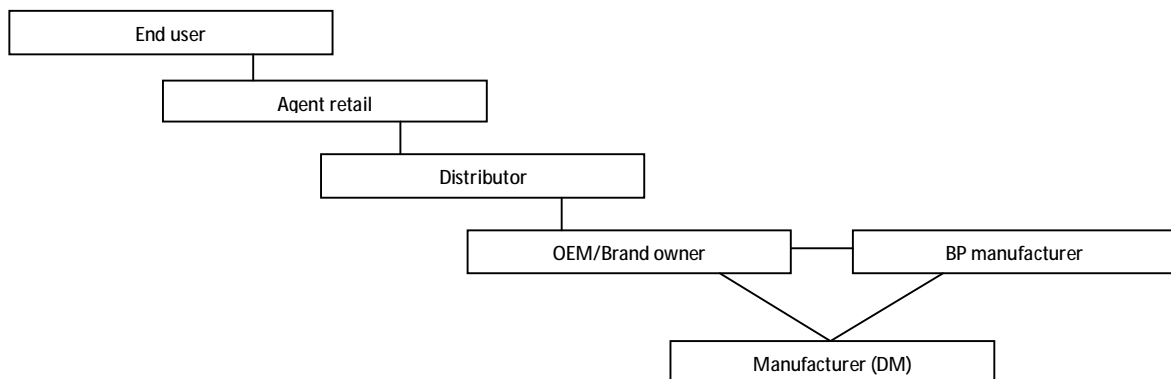 End user
Agent retail
Distributor
OEM/Brand owner
BP manufacturer
Manufacturer (DM)